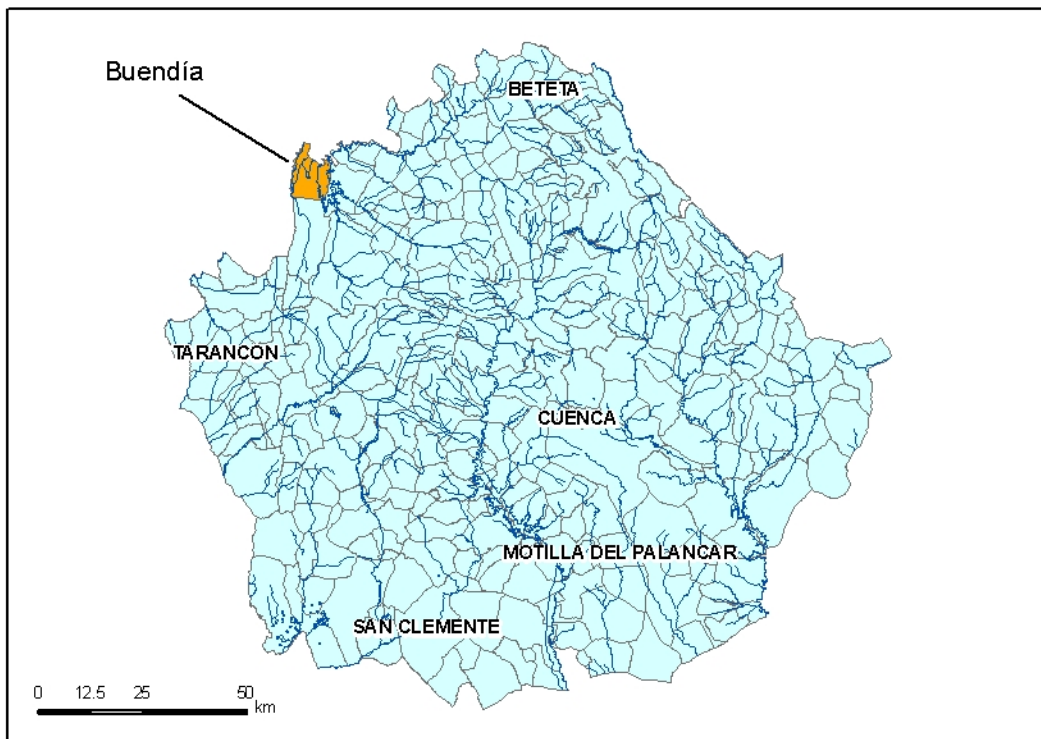 Buendía
BETETA
TARANCON
CUENCA
MOTILLA DEL PALANCAR
SAN CLEMENTE
0 12.5 25 50
km